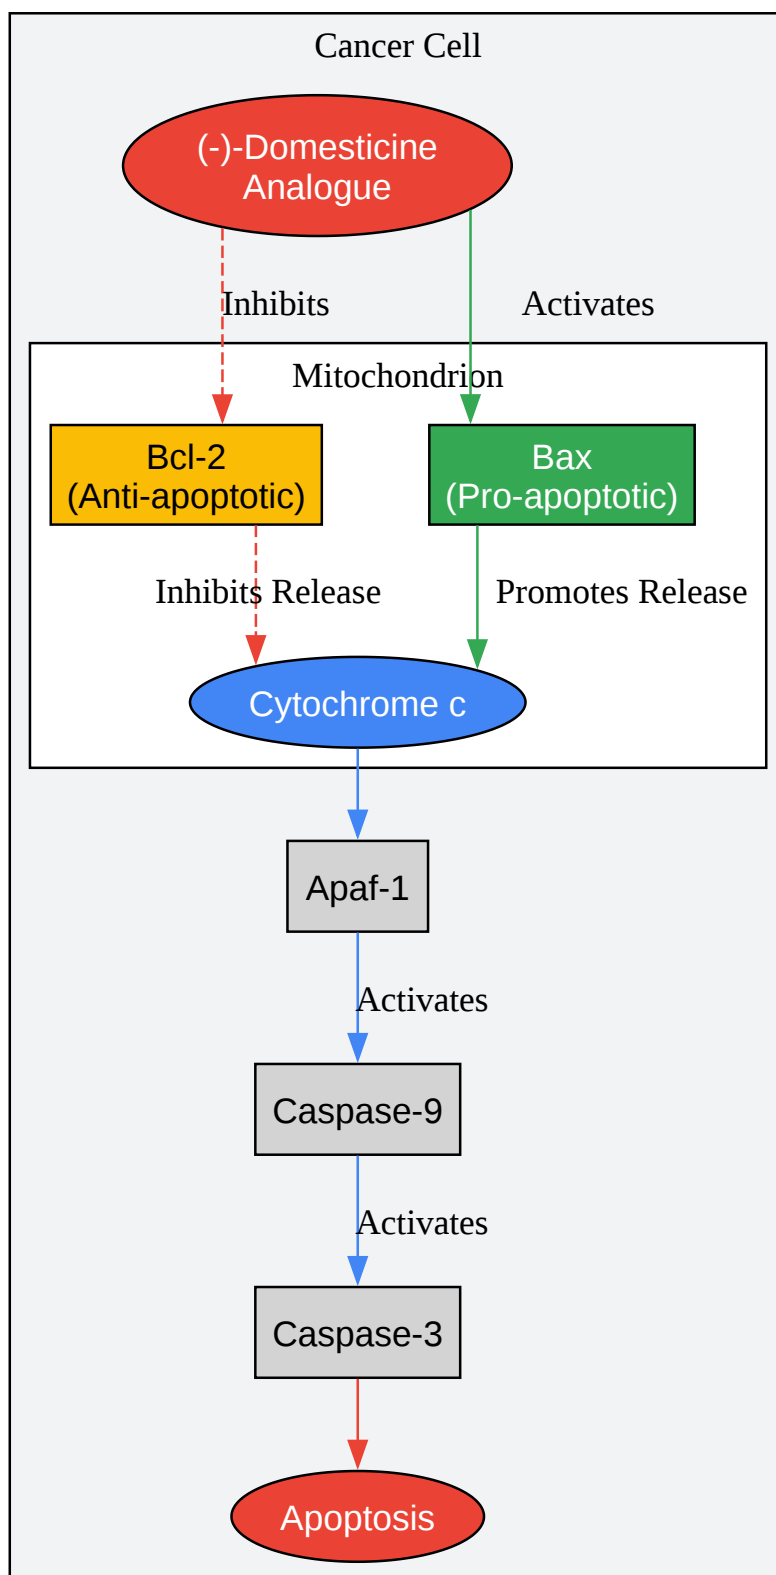 Cancer Cell
(-)-Domesticine
Analogue
Inhibits
Activates
Mitochondrion
Bcl-2
(Anti-apoptotic)
Bax
(Pro-apoptotic)
Inhibits Release
Promotes Release
Cytochrome c
Apaf-1
Activates
Caspase-9
Activates
Caspase-3
Apoptosis